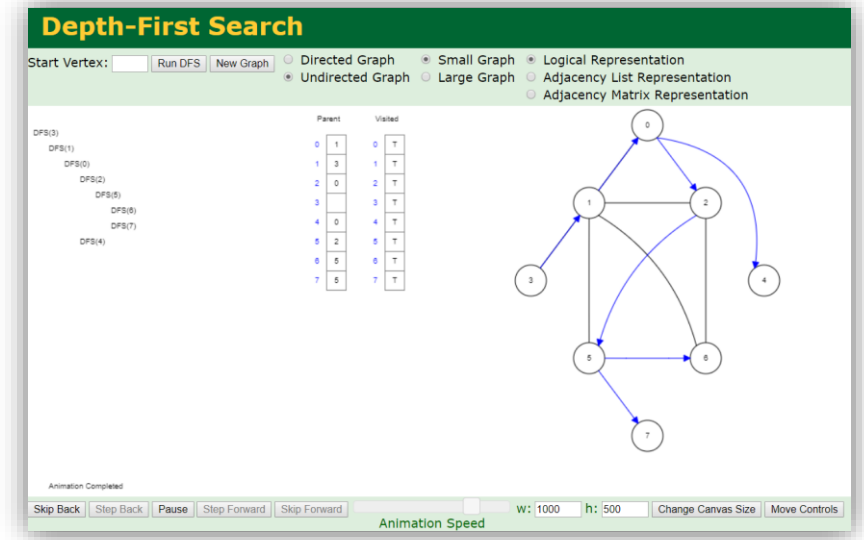 Depth-First Search
Start Vertex: Run DFS New Graph Directed Graph Small Graph Logical Representation
Undirected Graph Large Graph Adjacency List Representation
Adjacency Matrix Representation
Parent Visited
DFS(3)
DFS(1)
DFS(0)
DFS(2)
DFS(5)
DFS(6)
DFS(7)
DFS(4)
0 1 0 T
1 3 1 T
2 0 2 T
3 3 T
4 0 4 T
5 2 5 T
6 5 6 T
7 5 7 T
0
1 2
3 4
5 6
7
Animation Completed
Skip Back Step Back Pause Step Forward Skip Forward w: 1000 h: 500 Change Canvas Size Move Controls
Animation Speed